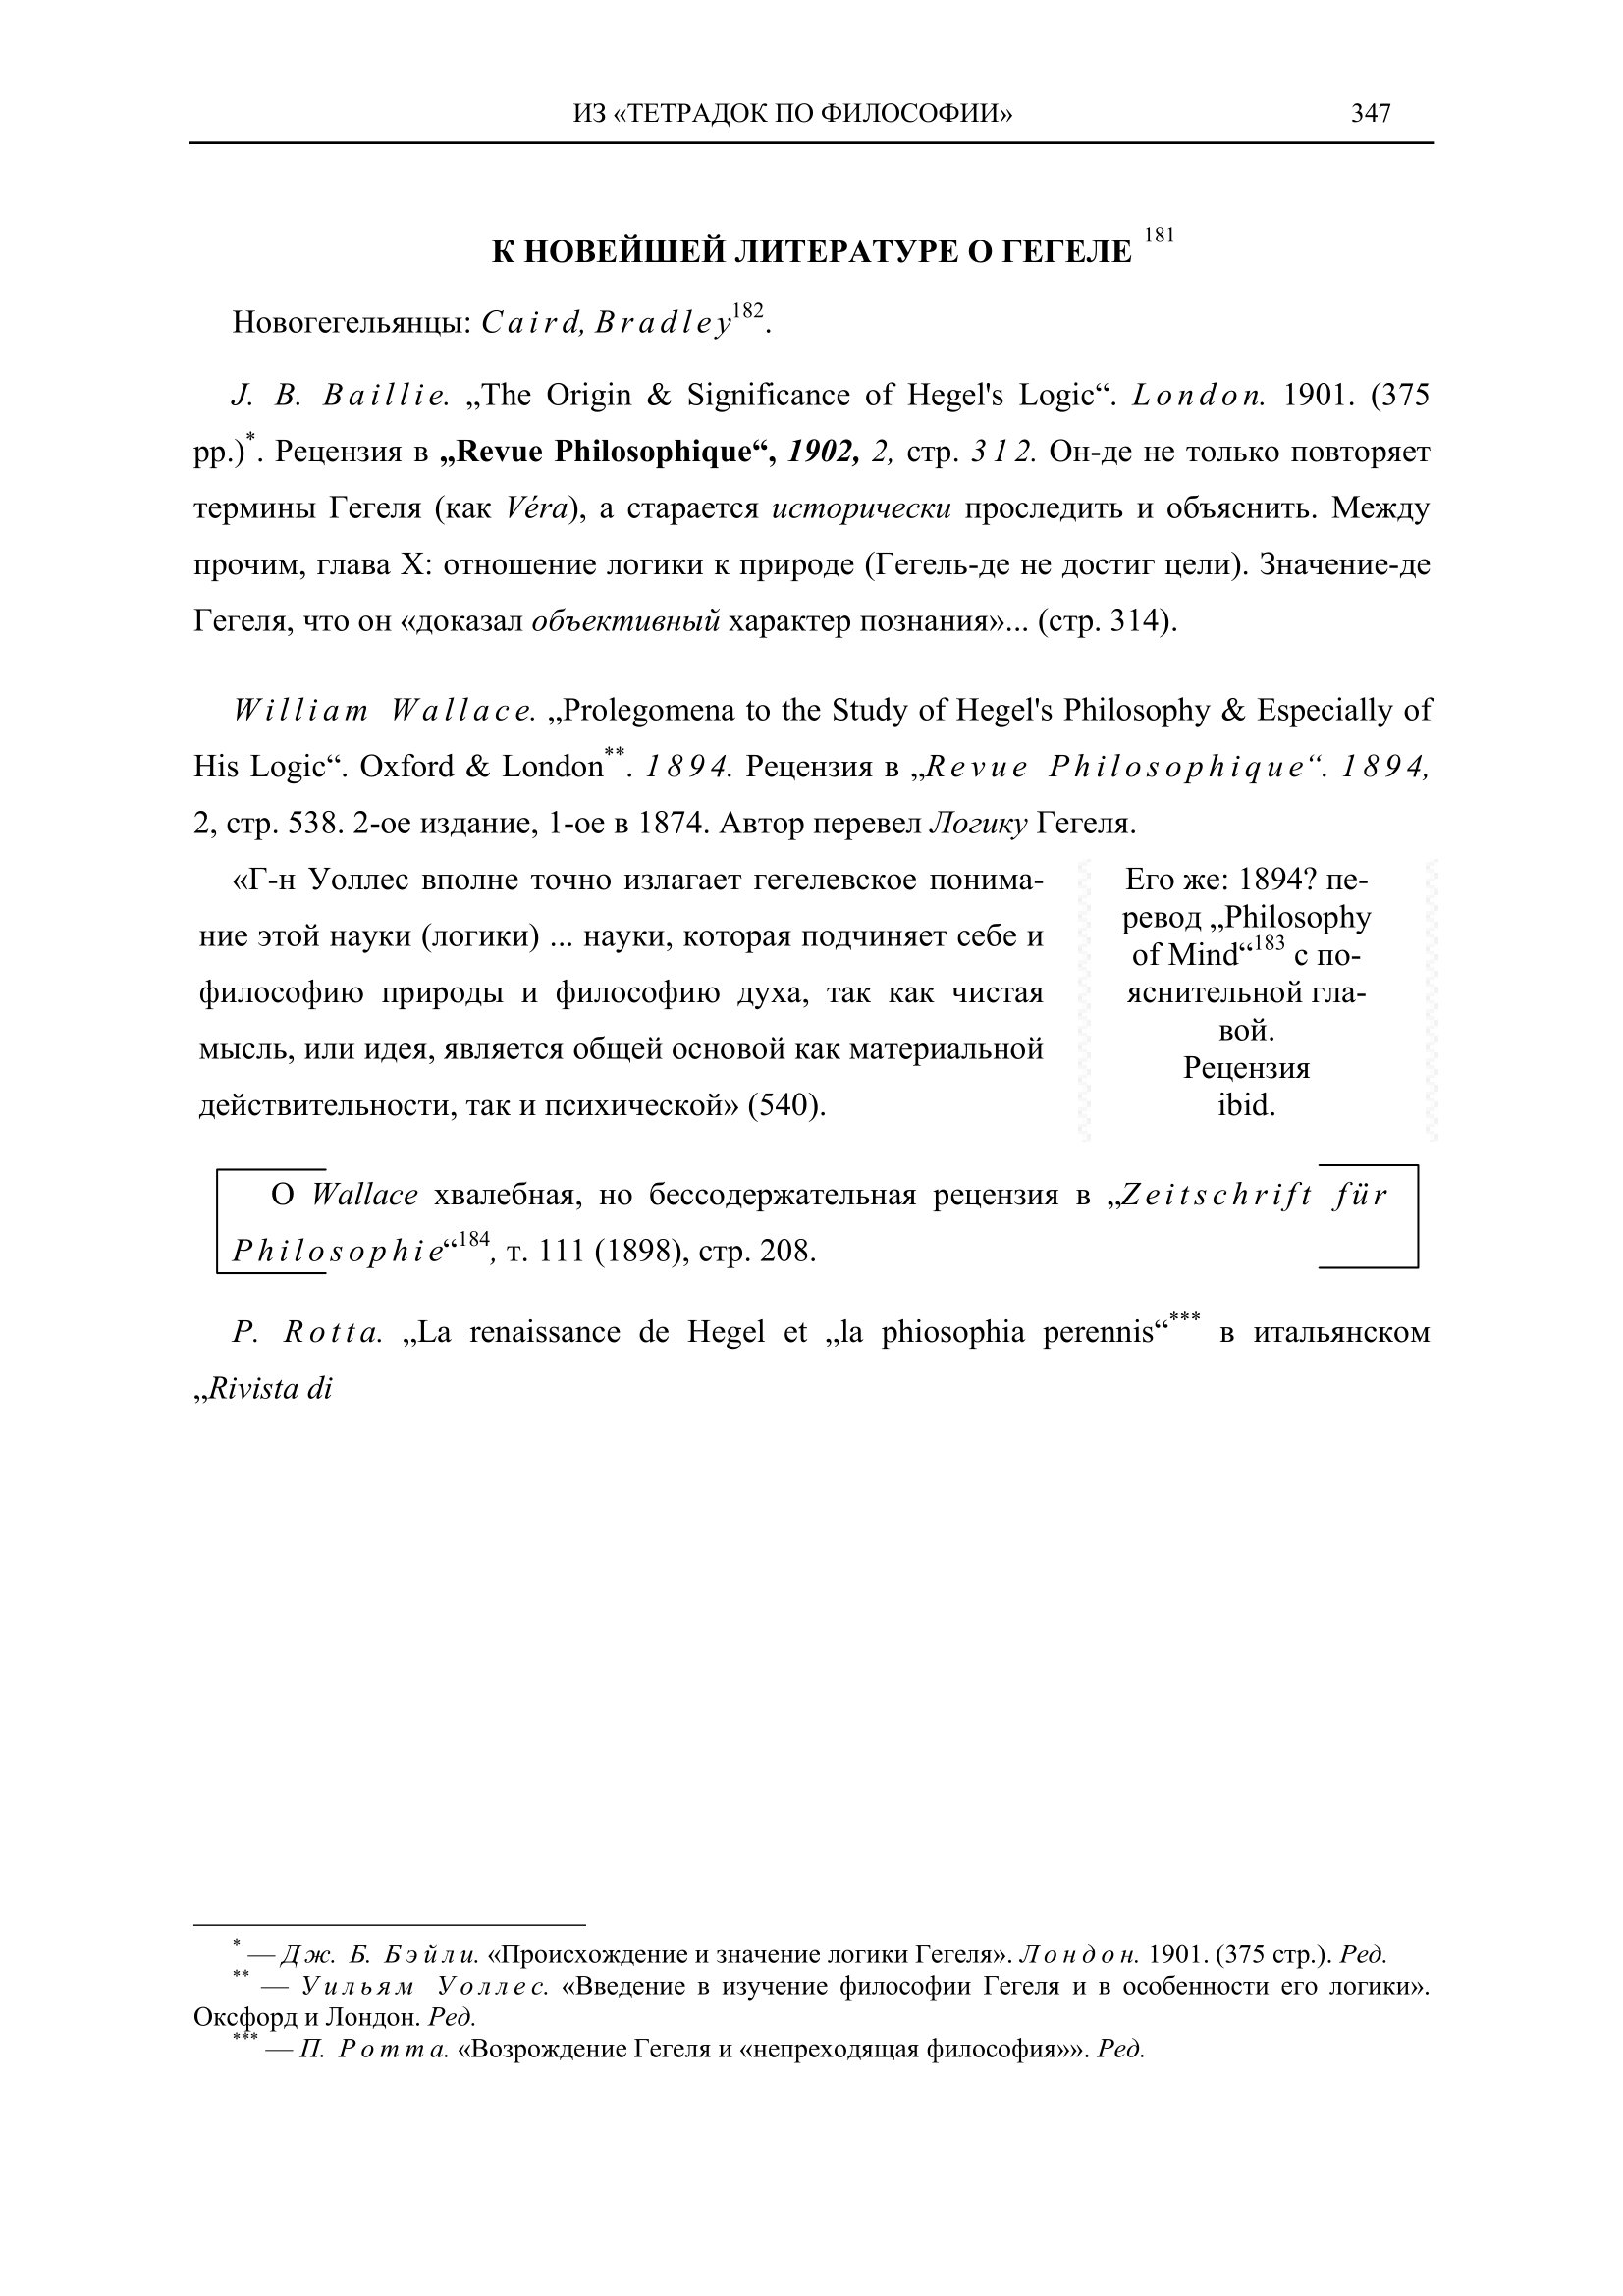 ИЗ «ТЕТРАДОК ПО ФИЛОСОФИИ» 347
К НОВЕЙШЕЙ ЛИТЕРАТУРЕ О ГЕГЕЛЕ 181
Новогегельянцы: Caird, Bradley182.
J. B. Baillie. „The Origin & Significance of Hegel's Logic“. London. 1901. (375
pp.)*. Рецензия в „Revue Philosophique“, 1902, 2, стр. 312. Он-де не только повторяет
термины Гегеля (как Véra), а старается исторически проследить и объяснить. Между
прочим, глава X: отношение логики к природе (Гегель-де не достиг цели). Значение-де
Гегеля, что он «доказал объективный характер познания»... (стр. 314).
William Wallace. „Prolegomena to the Study of Hegel's Philosophy & Especially of
His Logic“. Oxford & London**. 1894. Рецензия в „Revue Philosophique“. 1894,
2, стр. 538. 2-ое издание, 1-ое в 1874. Автор перевел Логику Гегеля.
«Г-н Уоллес вполне точно излагает гегелевское понима-
ние этой науки (логики) ... науки, которая подчиняет себе и
философию природы и философию духа, так как чистая
мысль, или идея, является общей основой как материальной
действительности, так и психической» (540).
Его же: 1894? пе-
ревод „Philosophy
of Mind“183 с по-
яснительной гла-
вой.
Рецензия
ibid.
О Wallace хвалебная, но бессодержательная рецензия в „Zeitschrift für
Philosophie“184, т. 111 (1898), стр. 208.
P. Rotta. „La renaissance de Hegel et „la phiosophia perennis“*** в итальянском
„Rivista di
* — Дж. Б. Бэйли. «Происхождение и значение логики Гегеля». Лондон. 1901. (375 стр.). Ред.
** — Уильям Уоллес. «Введение в изучение философии Гегеля и в особенности его логики».
Оксфорд и Лондон. Ред.
*** — П. Ротта. «Возрождение Гегеля и «непреходящая философия»». Ред.